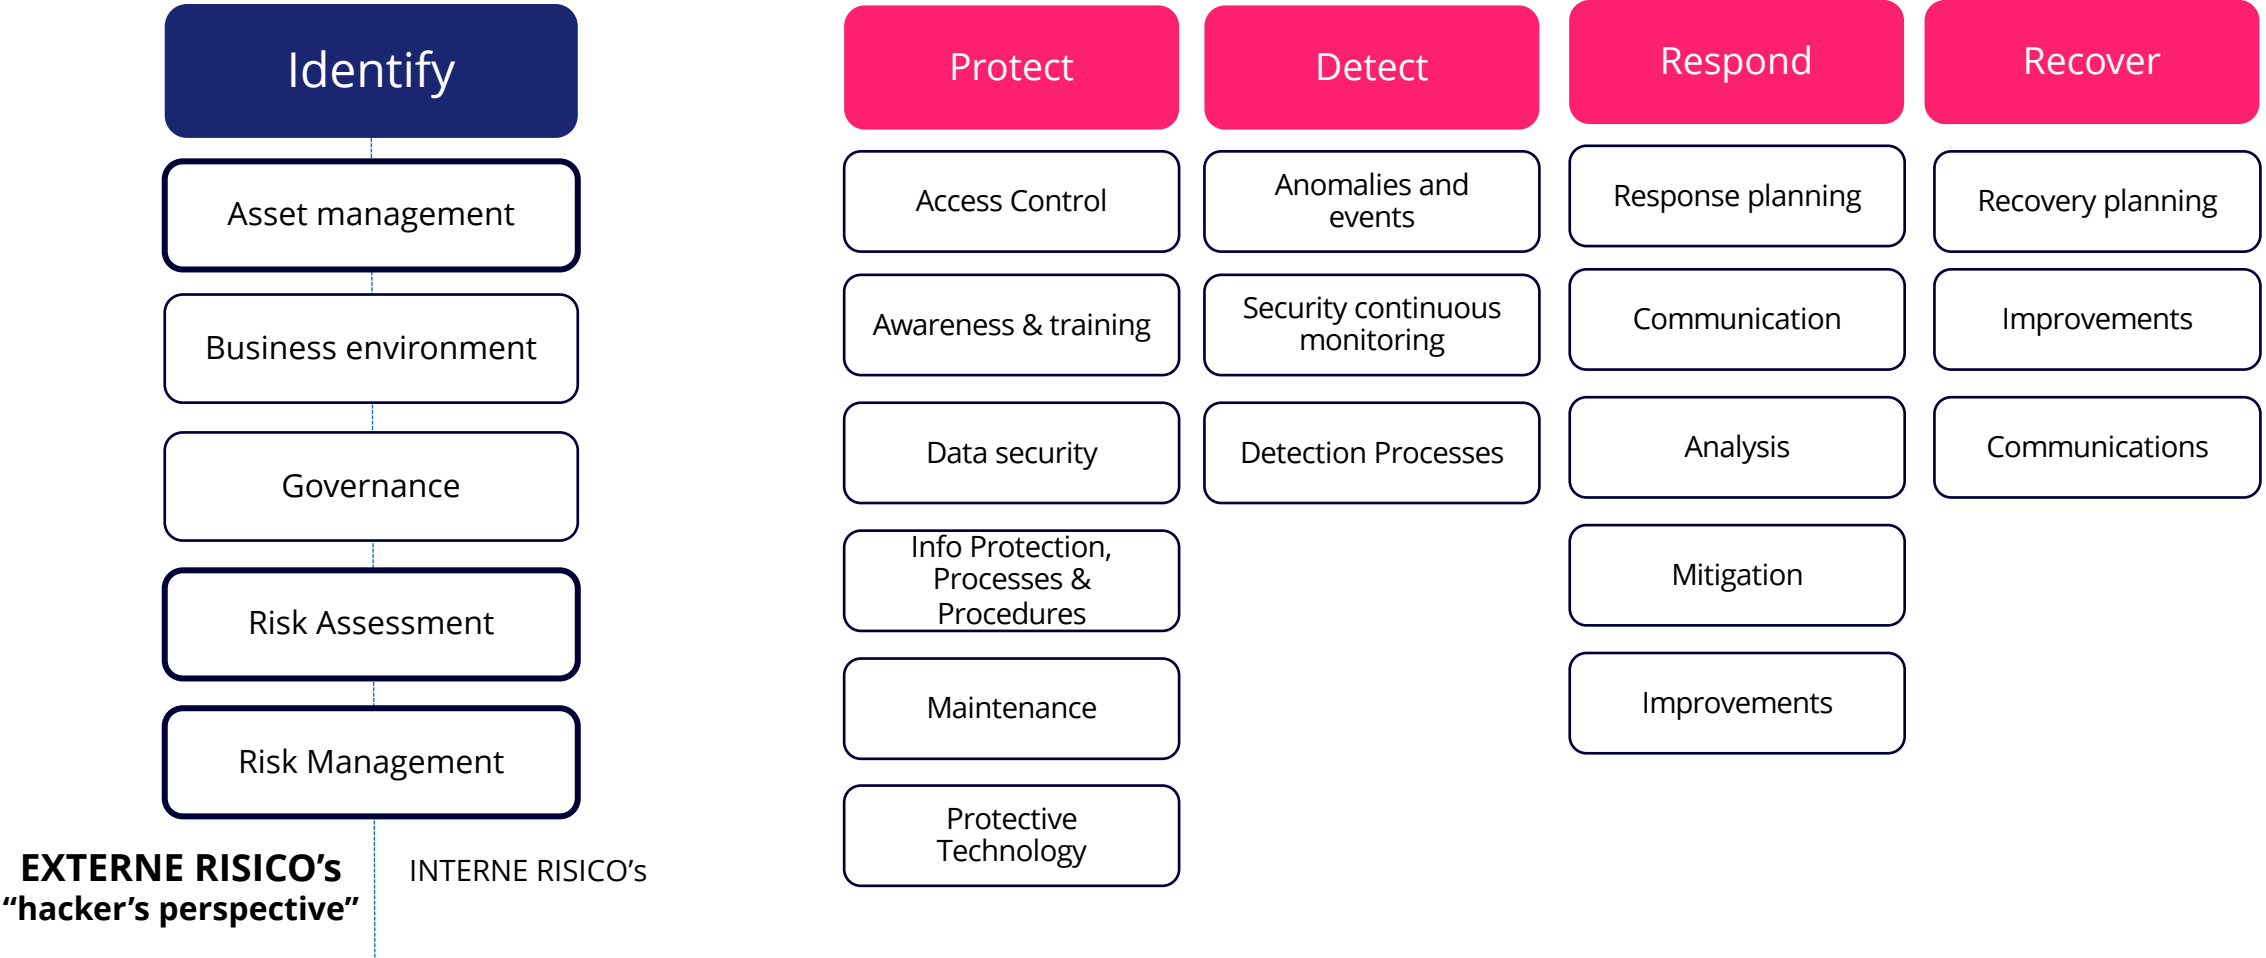 Identify
Asset management
Business environment
Governance
Risk Assessment
Risk Management
EXTERNE RISICO’s
“hacker’s perspective”
INTERNE RISICO’s
Protect
Access Control
Awareness & training
Data security
Info Protection,
Processes &
Procedures
Maintenance
Protective
Technology
Detect
Anomalies and
events
Security continuous
monitoring
Detection Processes
Respond
Response planning
Communication
Analysis
Mitigation
Improvements
Recover
Recovery planning
Improvements
Communications